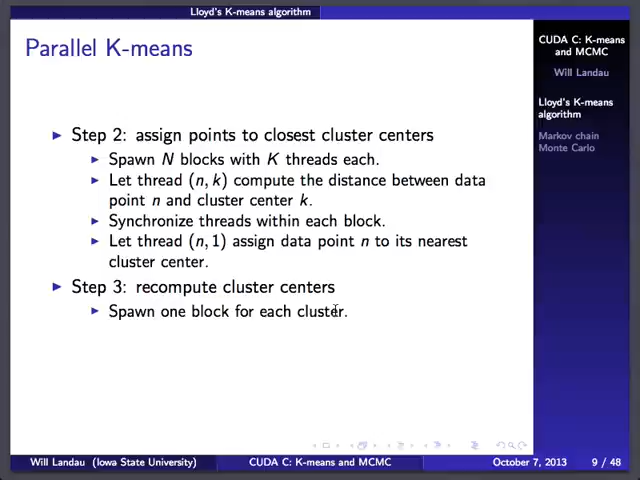 Lloyd's K-means algorithm
Parallel K-means
CUDA C: K-means
and MCMC
Will Landau
Lloyd's K-means
algorithm
Markov chain
Monte Carlo
Step 2: assign points to closest cluster centers
Spawn N blocks with K threads each.
Let thread (n, k) compute the distance between data
point n and cluster center k.
Synchronize threads within each block.
Let thread (n, 1) assign data point n to its nearest
cluster center.
Step 3: recompute cluster centers
Spawn one block for each cluster.
Will Landau (Iowa State University)
CUDA C: K-means and MCMC
October 7, 2013
9 / 48